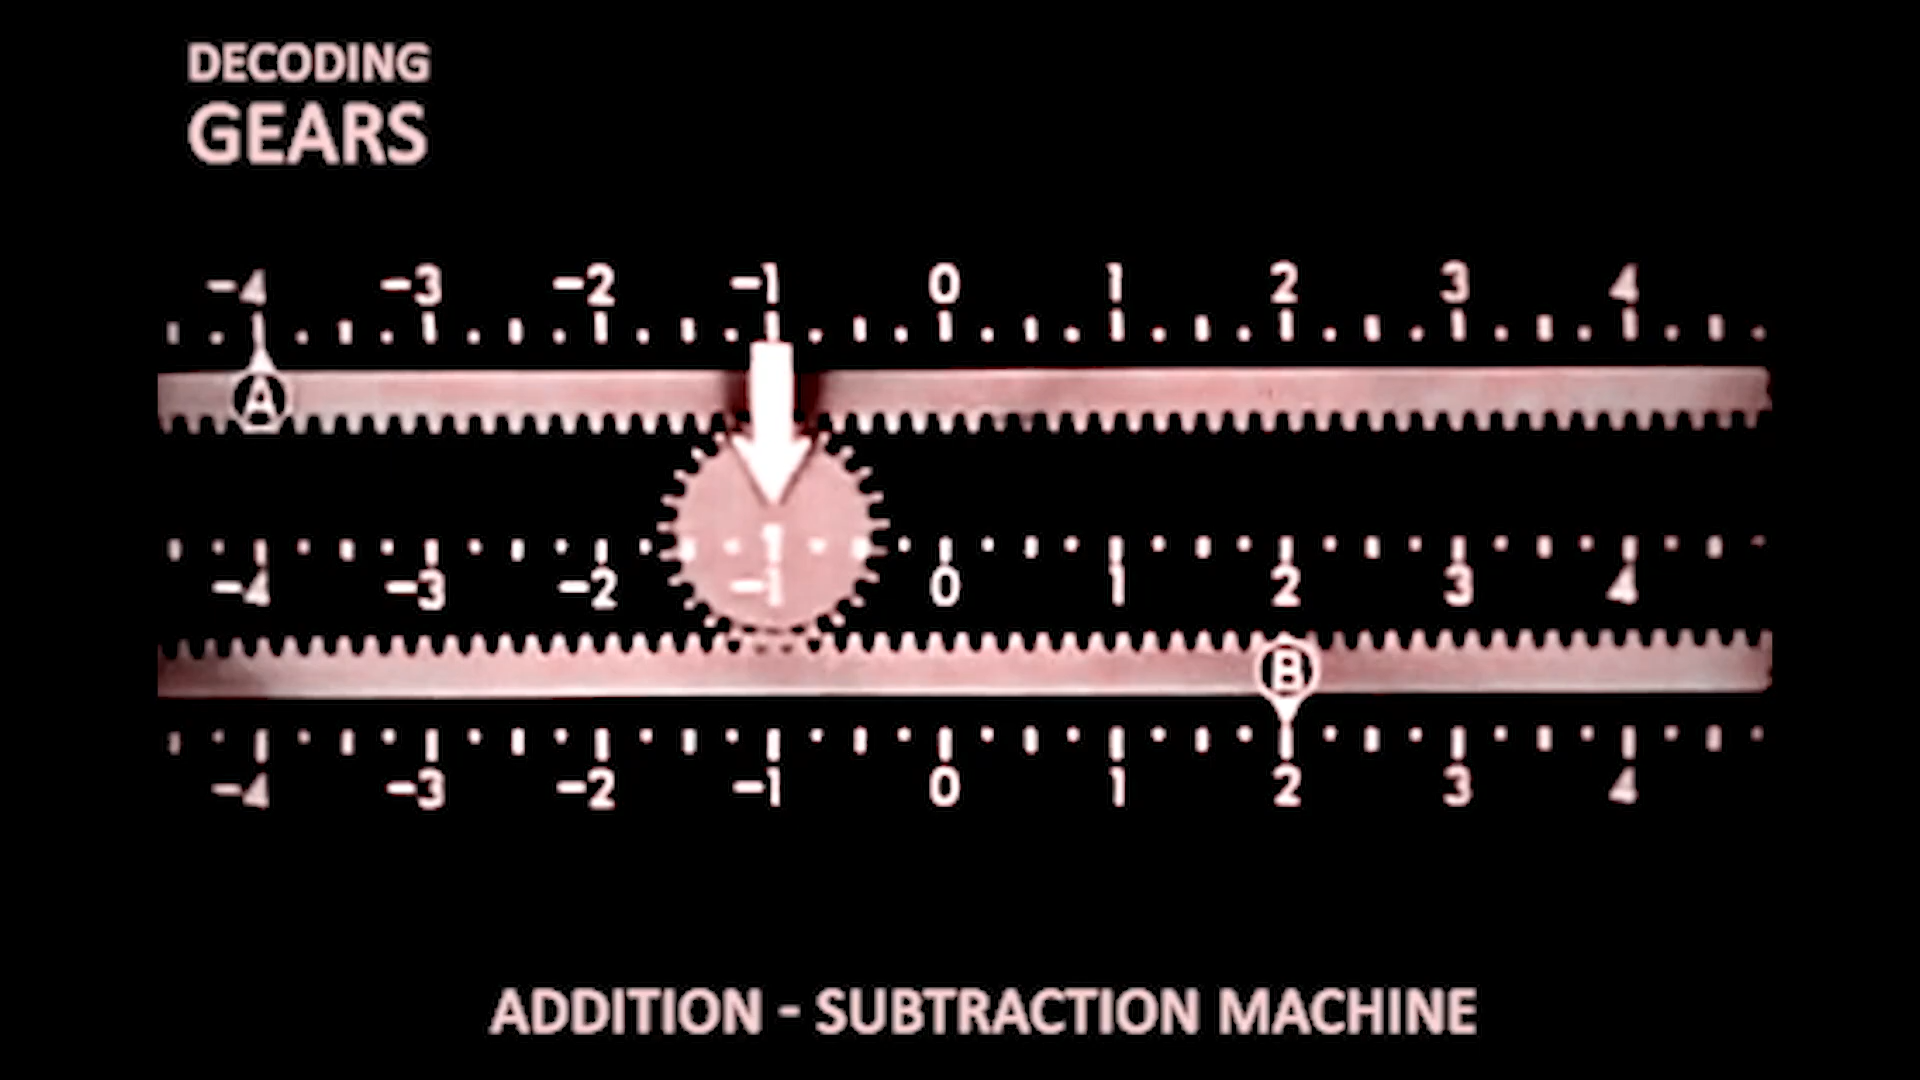 DECODING
GEARS
-4 -3 -2 -1 0 1 2 3 4
A
-4 -3 -2 -1 0 1 2 3 4
B
-4 -3 -2 -1 0 1 2 3 4
ADDITION - SUBTRACTION MACHINE